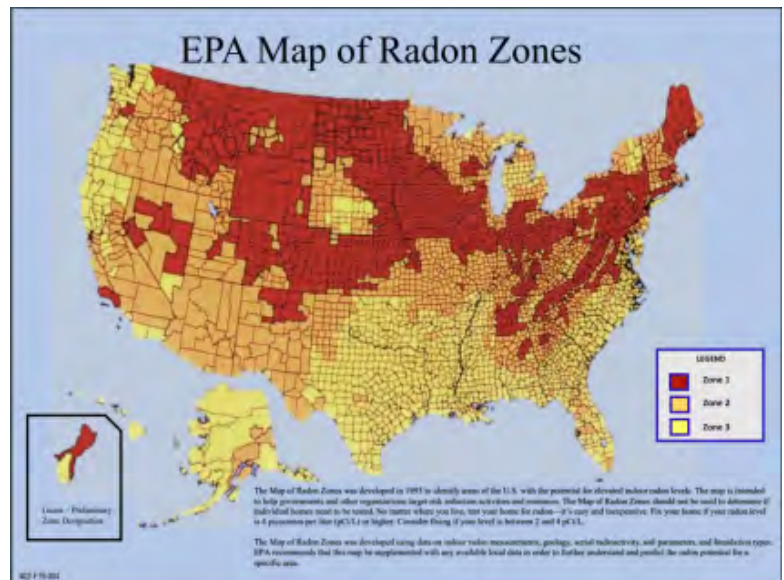 EPA Map of Radon Zones
LEGEND
Zone 1
Zone 2
Zone 3
Guam - Preliminary
Zone Designation
The Map of Radon Zones was developed in 1993 to identify areas of the U.S. with the potential for elevated indoor radon levels. The map is intended
to help governments and other organizations target risk reduction activities and resources. The Map of Radon Zones should not be used to determine if
individual homes need to be tested. No matter where you live, test your home for radon—it's easy and inexpensive. Fix your home if your radon level
is 4 picocuries per liter (pCi/L) or higher. Consider fixing if your level is between 2 and 4 pCi/L.
The Map of Radon Zones was developed using data on indoor radon measurements, geology, aerial radioactivity, soil parameters, and foundation types.
EPA recommends that this map be supplemented with any available local data in order to further understand and predict the radon potential for a
specific area.